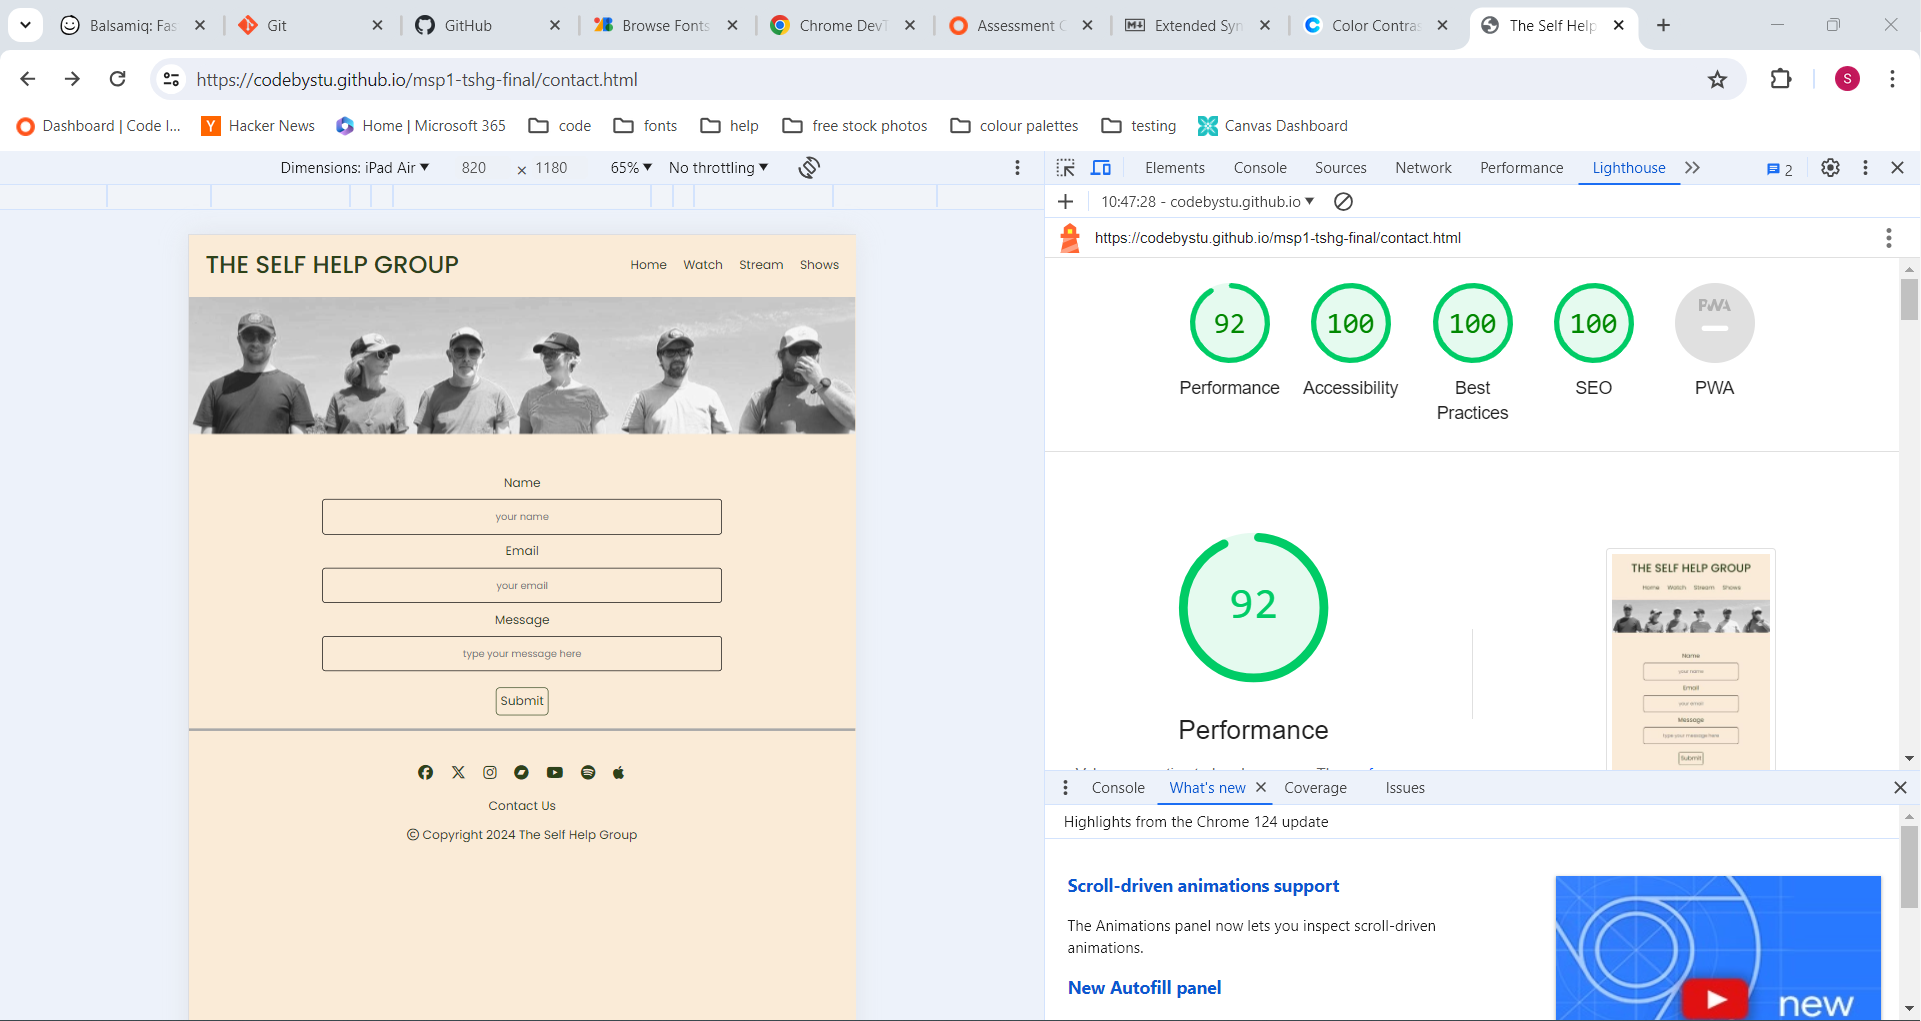 Balsamiq: Fas
Git
GitHub
Browse Fonts
Chrome DevT
Assessment C
Extended Syn
Color Contras
The Self Help
https://codebystu.github.io/msp1-tshg-final/contact.html
S
Dashboard | Code I...
Hacker News
Home | Microsoft 365
code
fonts
help
free stock photos
colour palettes
testing
Canvas Dashboard
Dimensions: iPad Air
820 × 1180
65%
No throttling
Elements
Console
Sources
Network
Performance
Lighthouse
2
10:47:28 - codebystu.github.io
https://codebystu.github.io/msp1-tshg-final/contact.html
THE SELF HELP GROUP
Home
Watch
Stream
Shows
Name
your name
Email
your email
Message
type your message here
Submit
Contact Us
© Copyright 2024 The Self Help Group
92
100
100
100
PWA
Performance
Accessibility
Best
Practices
SEO
PWA
92
Performance
THE SELF HELP GROUP
Home Watch Stream Shows
Name
your name
Email
your email
Message
type your message here
Submit
Console
What's new
Coverage
Issues
Highlights from the Chrome 124 update
Scroll-driven animations support
The Animations panel now lets you inspect scroll-driven
animations.
New Autofill panel
new